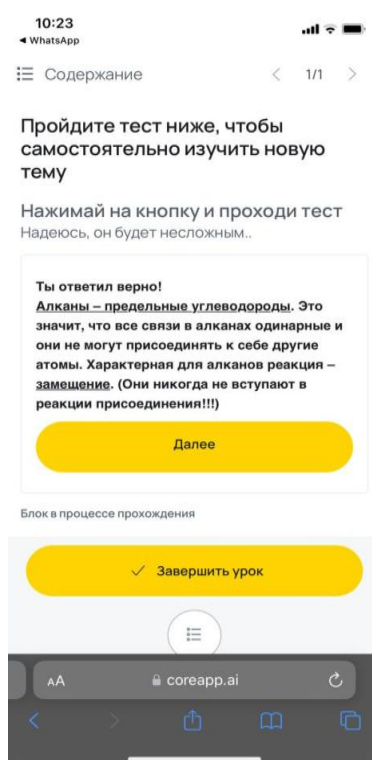 10:23
◀ WhatsApp
Содержание
< 1/1 >
Пройдите тест ниже, чтобы
самостоятельно изучить новую
тему
Нажимай на кнопку и проходи тест
Надеюсь, он будет несложным..
Ты ответил верно!
Алканы – предельные углеводороды. Это
значит, что все связи в алканах одинарные и
они не могут присоединять к себе другие
атомы. Характерная для алканов реакция –
замещение. (Они никогда не вступают в
реакции присоединения!!!)
Далее
Блок в процессе прохождения
Завершить урок
AA coreapp.ai